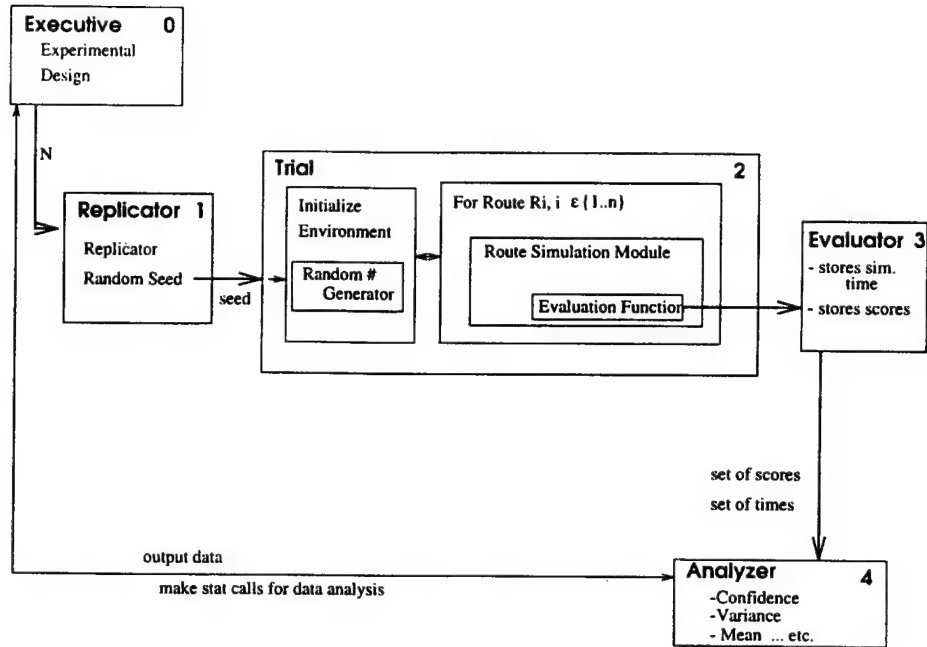 Executive 0
Experimental
Design
N
Replicator 1
Replicator
Random Seed
seed
Trial 2
Initialize
Environment
Random #
Generator
For Route Ri, i ε {1..n}
Route Simulation Module
Evaluation Function
Evaluator 3
- stores sim.
time
- stores scores
set of scores
set of times
output data
make stat calls for data analysis
Analyzer 4
-Confidence
-Variance
- Mean ... etc.